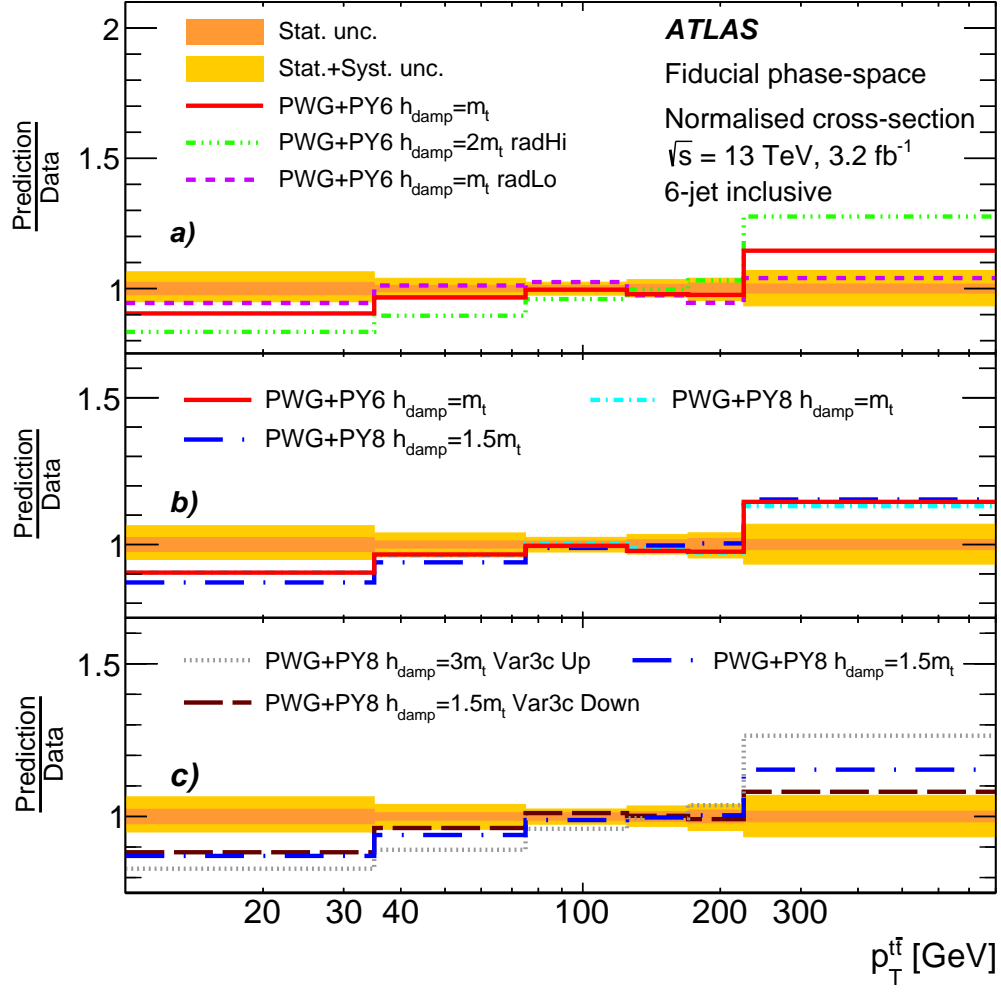 2
1.5
1
Prediction
Data
Stat. unc.
Stat.+Syst. unc.
PWG+PY6 h_damp=m_t
PWG+PY6 h_damp=2m_t radHi
PWG+PY6 h_damp=m_t radLo
ATLAS
Fiducial phase-space
Normalised cross-section
√s = 13 TeV, 3.2 fb⁻¹
6-jet inclusive
a)
1.5
1
Prediction
Data
PWG+PY6 h_damp=m_t
PWG+PY8 h_damp=m_t
PWG+PY8 h_damp=1.5m_t
b)
1.5
1
Prediction
Data
PWG+PY8 h_damp=3m_t Var3c Up
PWG+PY8 h_damp=1.5m_t
PWG+PY8 h_damp=1.5m_t Var3c Down
c)
20 30 40 100 200 300
p_T^tt̄ [GeV]